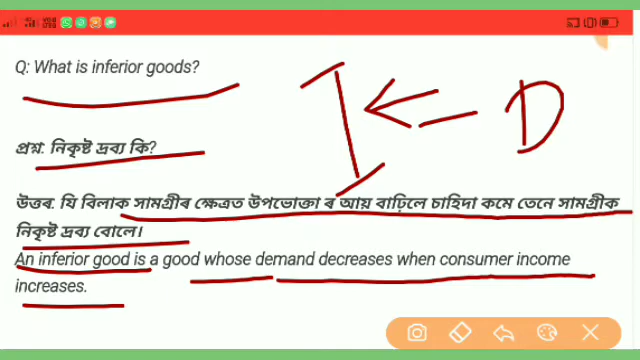 Q: What is inferior goods?
I ← D
প্ৰশ্ন: নিকৃষ্ট দ্ৰব্য কি?
উত্তৰ: যি বিলাক সামগ্ৰীৰ ক্ষেত্ৰত উপভোক্তা ৰ আয় বাঢ়িলে চাহিদা কমে তেনে সামগ্ৰীক
নিকৃষ্ট দ্ৰব্য বোলে।
An inferior good is a good whose demand decreases when consumer income
increases.